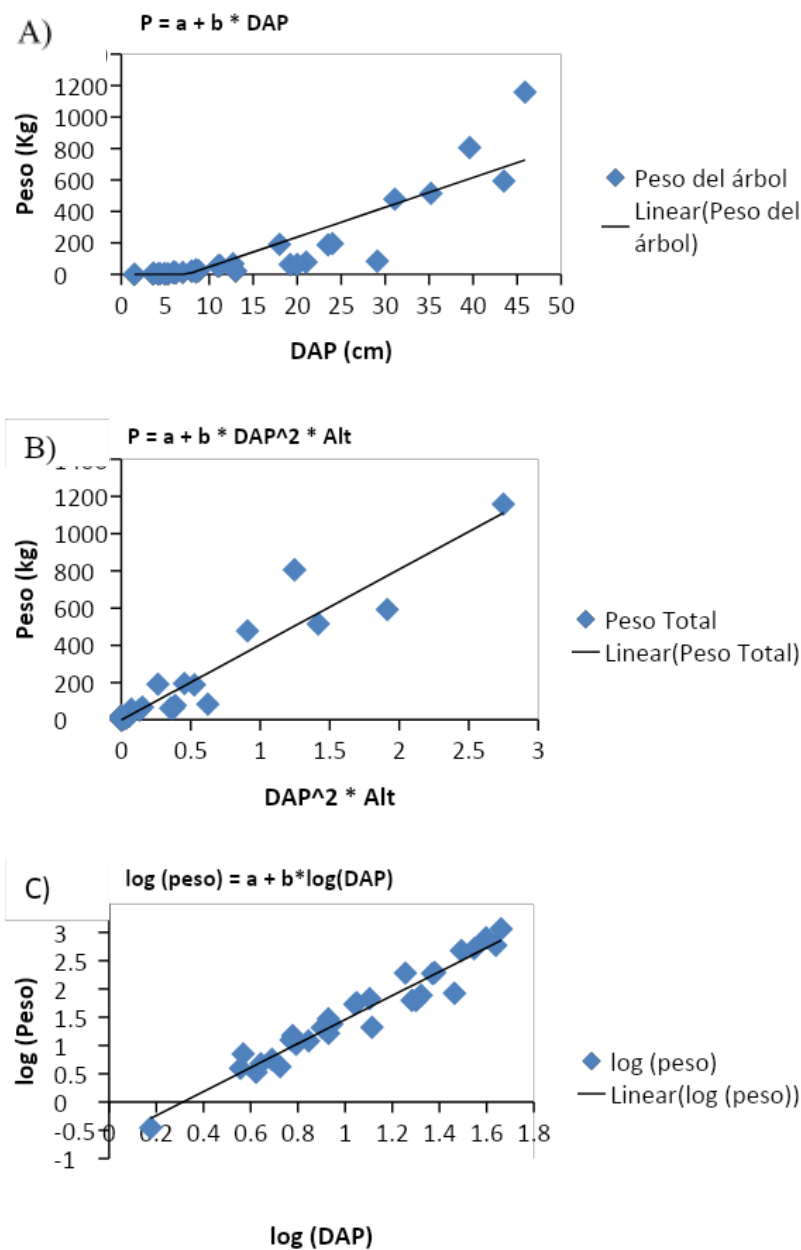 A)
P = a + b * DAP
1200
1000
800
600
400
200
0
0 5 10 15 20 25 30 35 40 45 50
Peso (Kg)
DAP (cm)
Peso del árbol
Linear(Peso del
árbol)
B)
P = a + b * DAP^2 * Alt
1200
1000
800
600
400
200
0
0 0.5 1 1.5 2 2.5 3
Peso (kg)
DAP^2 * Alt
Peso Total
Linear(Peso Total)
C)
log (peso) = a + b*log(DAP)
3
2.5
2
1.5
1
0.5
0
-0.5
-1
0 0.2 0.4 0.6 0.8 1 1.2 1.4 1.6 1.8
log (Peso)
log (DAP)
log (peso)
Linear(log (peso))